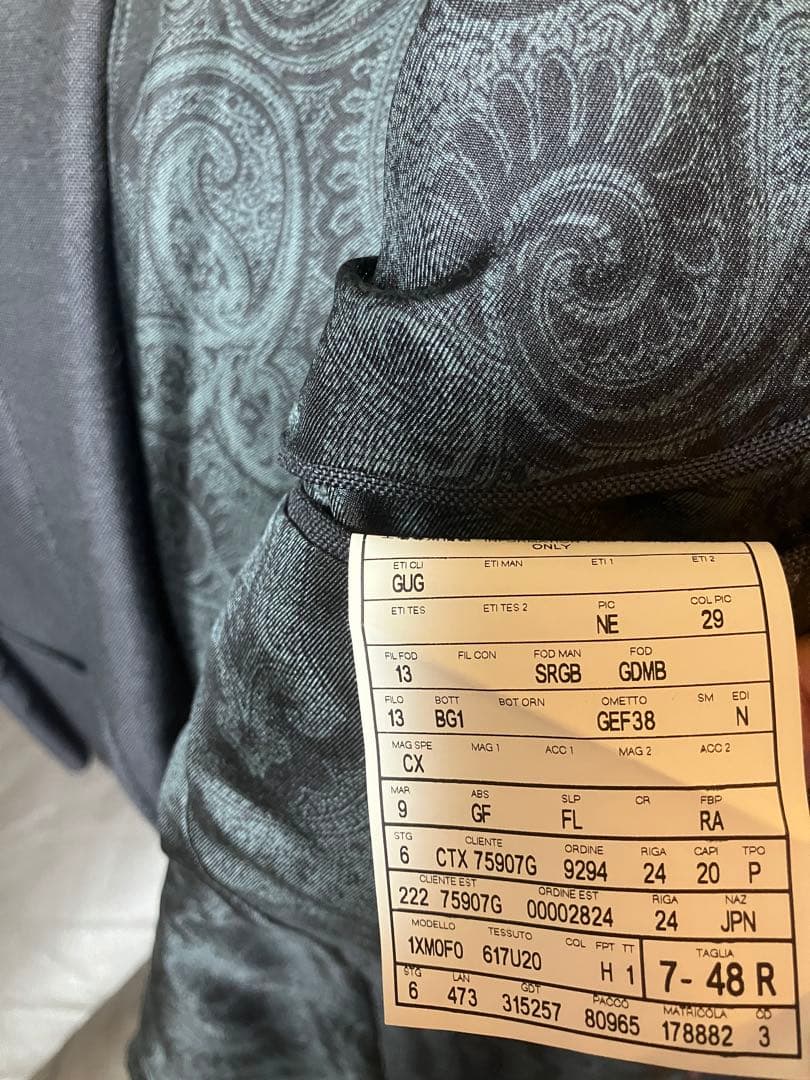 ONLY
ETI CLI ETI MAN ETI 1 ETI 2
GUG
ETI TES ETI TES 2 PIC COL PIC
NE 29
FIL FOD FIL CON FOD MAN FOD
13 SRGB GDMB
FILO BOTT BOT ORN OMETTO SM EDI
13 BG1 GEF38 N
MAG SPE MAG 1 ACC 1 MAG 2 ACC 2
CX
MAR ABS SLP CR FBP
9 GF FL RA
STG CLIENTE ORDINE RIGA CAPI TPO
6 CTX 75907G 9294 24 20 P
CLIENTE EST ORDINE EST RIGA NAZ
222 75907G 00002824 24 JPN
MODELLO TESSUTO COL FPT TT TAGLIA
1XM0F0 617U20 H 1 7- 48 R
STG LAN GDT PACCO MATRICOLA CD
6 473 315257 80965 178882 3